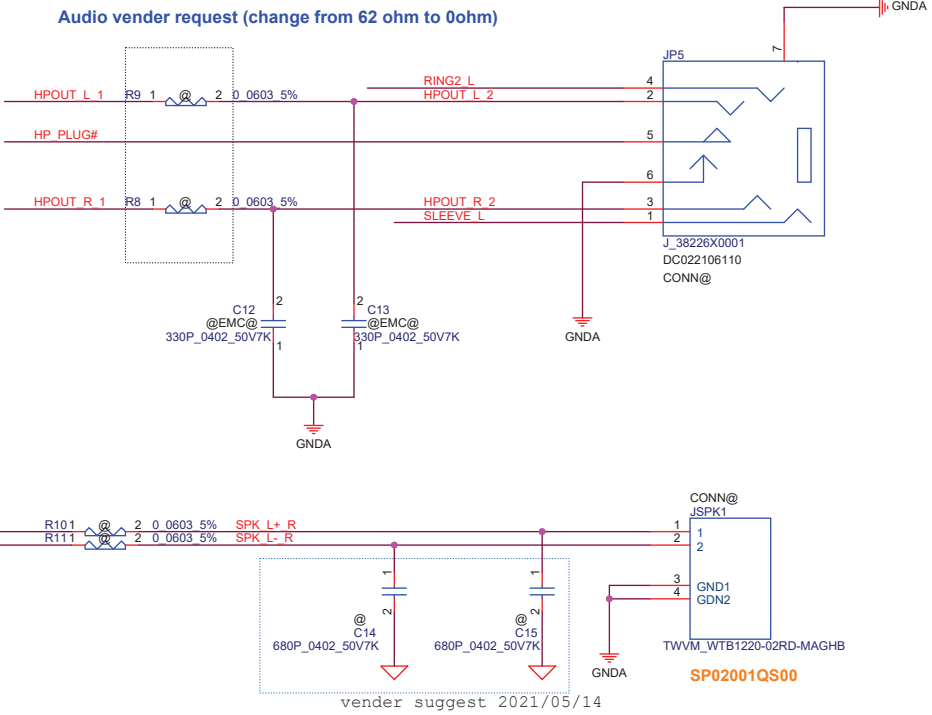 Audio vender request (change from 62 ohm to 0ohm)
GNDA
7
JP5
RING2_L 4
HPOUT_L_1 R9 1 @ 2 0_0603_5% HPOUT_L_2 2
HP_PLUG# 5
6
HPOUT_R_1 R8 1 @ 2 0_0603_5% HPOUT_R_2 3
SLEEVE_L 1
J_38226X0001
DC022106110
CONN@
2 2
C12 C13
@EMC@ @EMC@
330P_0402_50V7K 330P_0402_50V7K
1 1
GNDA
GNDA
CONN@
JSPK1
R10 1 @ 2 0_0603_5% SPK_L+_R 1 1
R11 1 @ 2 0_0603_5% SPK_L-_R 2 2
1 1
3 GND1
4 GDN2
2 2
@ @
C14 C15
680P_0402_50V7K 680P_0402_50V7K
TWVM_WTB1220-02RD-MAGHB
GNDA
SP02001QS00
vender suggest 2021/05/14